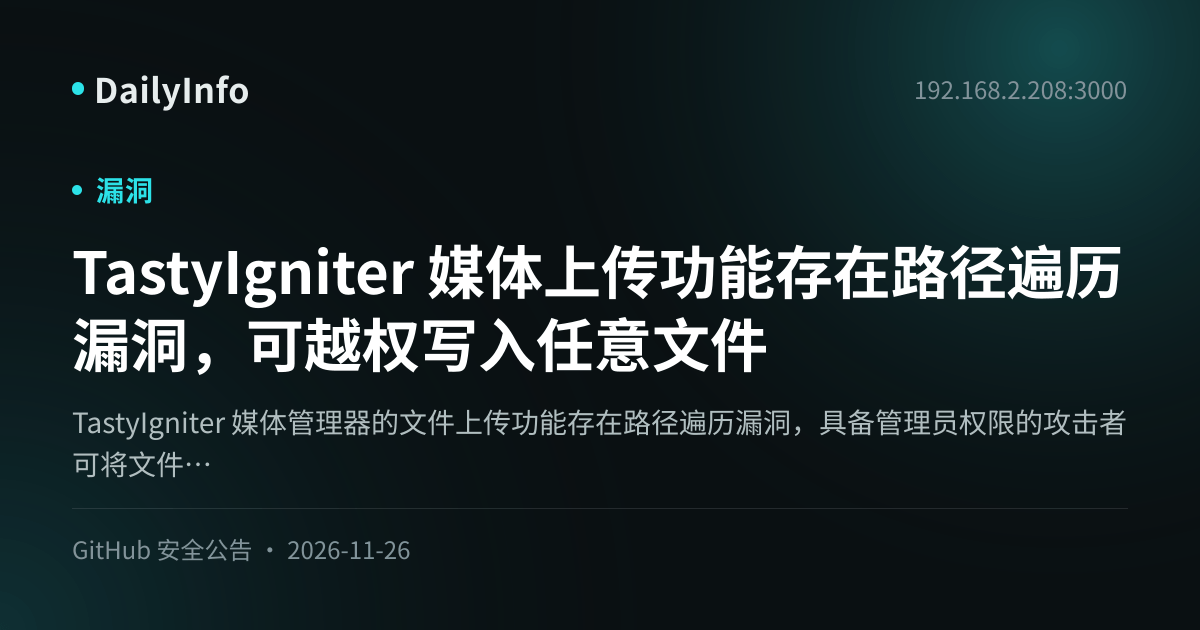 DailyInfo
192.168.2.208:3000
漏洞
TastyIgniter 媒体上传功能存在路径遍历
漏洞，可越权写入任意文件
TastyIgniter 媒体管理器的文件上传功能存在路径遍历漏洞，具备管理员权限的攻击者
可将文件…
GitHub 安全公告 · 2026-11-26